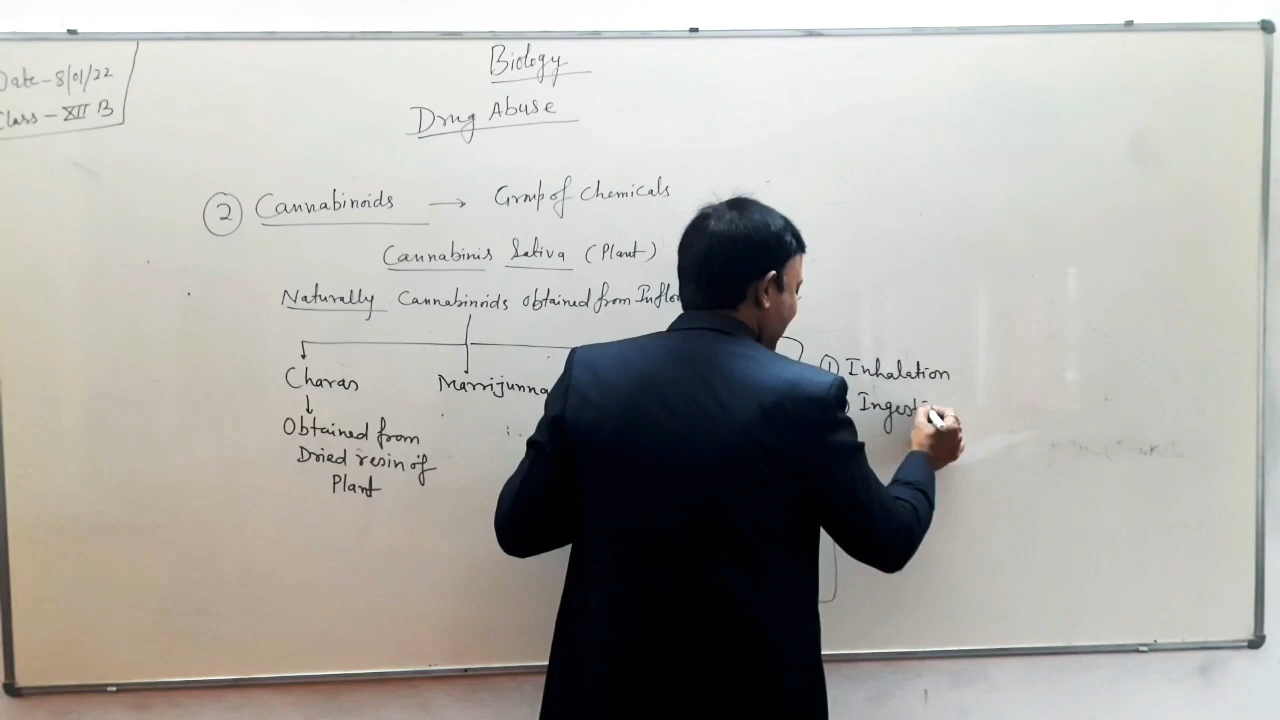 Date - 8/01/22
Class - XII B
Biology
Drug Abuse
2 Cannabinoids → Group of Chemicals
Cannabinis Sativa (Plant)
Naturally Cannabinoids obtained from Inflo
Charas
Marrijunna
Obtained from
Dried resin of
Plant
1) Inhalation
Ingesti